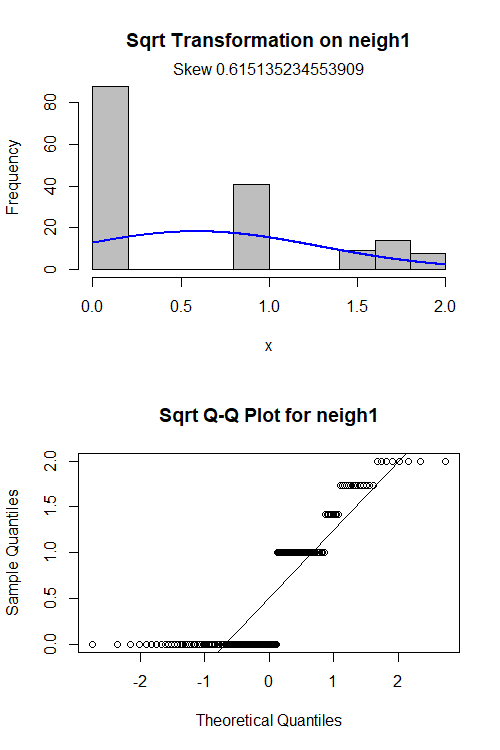 Sqrt Transformation on neigh1
Skew 0.615135234553909
Frequency
80
60
40
20
0
0.0 0.5 1.0 1.5 2.0
x
Sqrt Q-Q Plot for neigh1
Sample Quantiles
2.0
1.5
1.0
0.5
0.0
-2 -1 0 1 2
Theoretical Quantiles